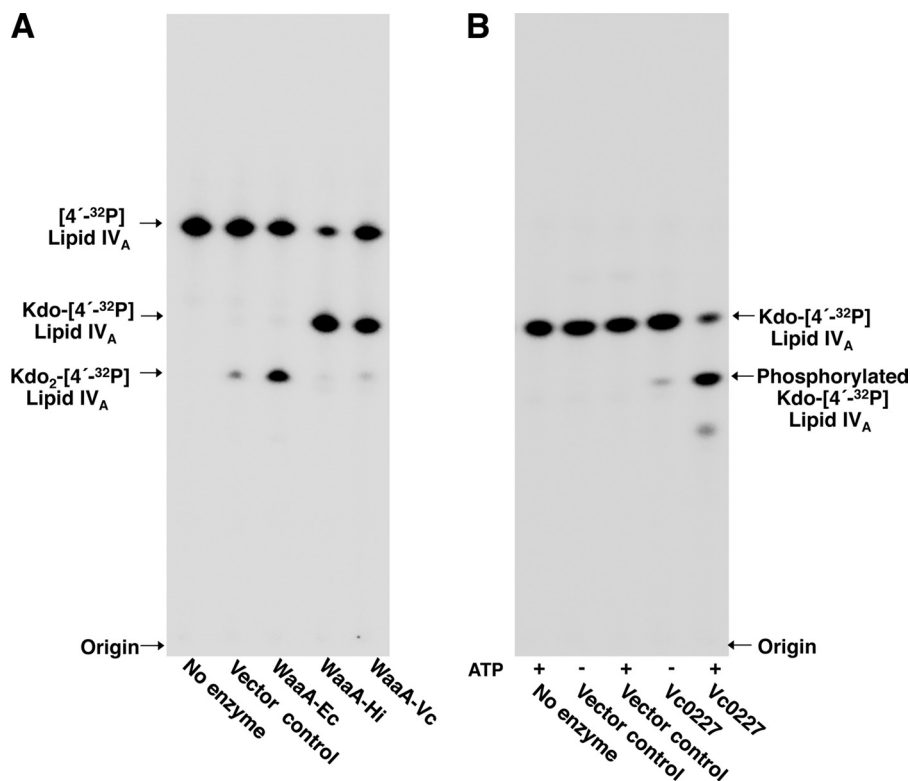 A
B
[4´-³²P]
Lipid IVA
Kdo-[4´-³²P]
Lipid IVA
Kdo₂-[4´-³²P]
Lipid IVA
Origin
No enzyme
Vector control
WaaA-Ec
WaaA-Hi
WaaA-Vc
Kdo-[4´-³²P]
Lipid IVA
Phosphorylated
Kdo-[4´-³²P]
Lipid IVA
Origin
ATP + - + - +
No enzyme
Vector control
Vector control
Vc0227
Vc0227